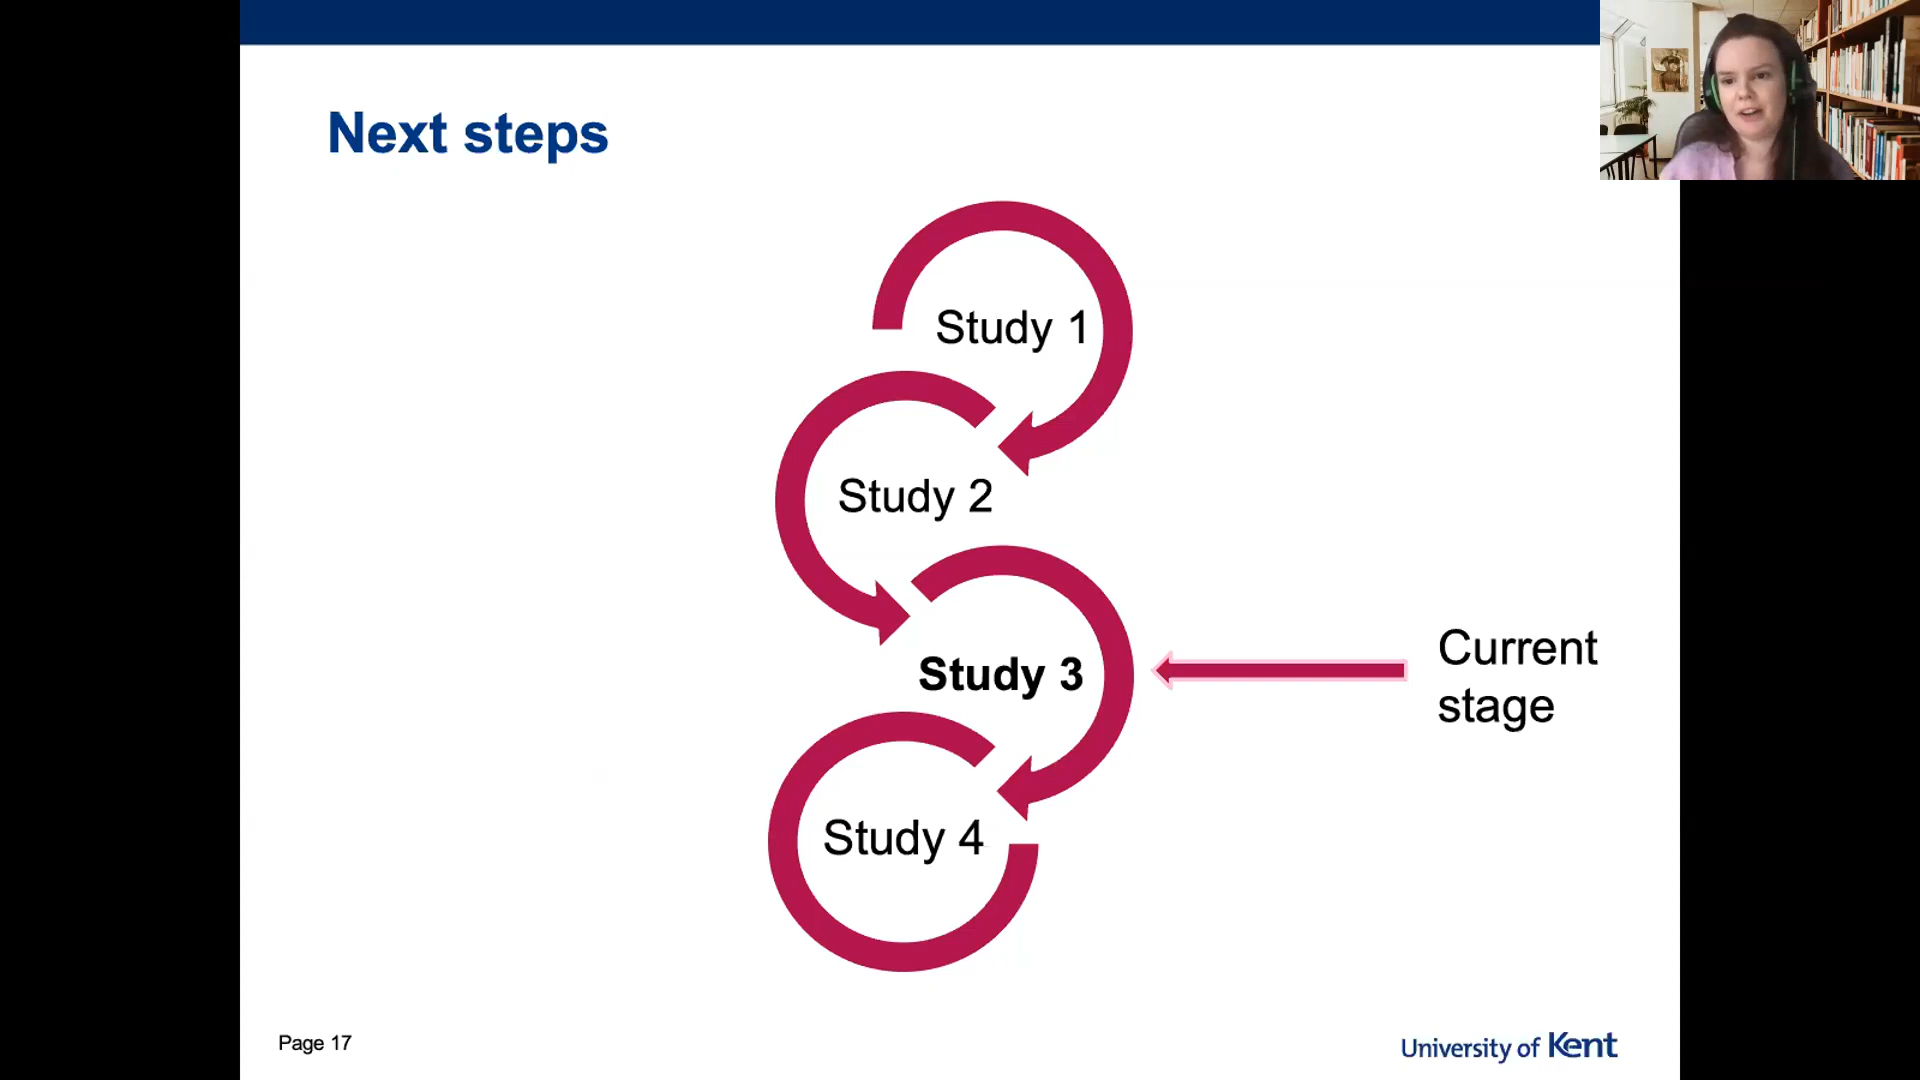 Next steps
Study 1
Study 2
Study 3
Current
stage
Study 4
Page 17
University of Kent